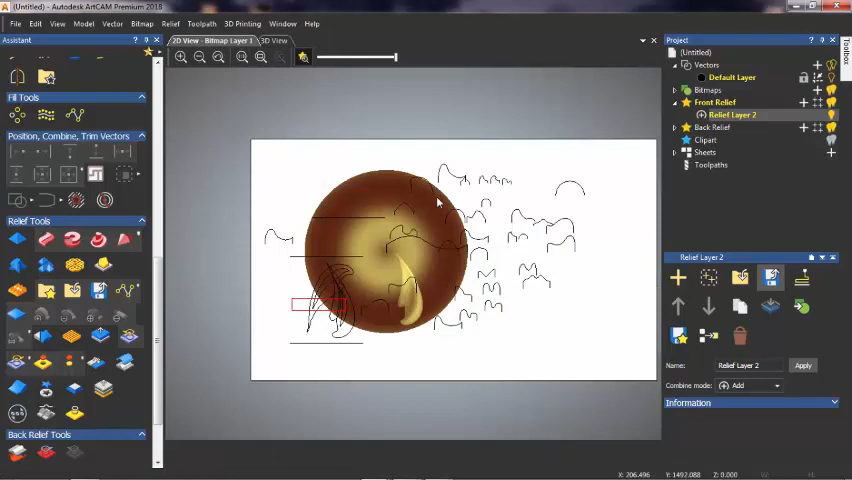 (Untitled) - Autodesk ArtCAM Premium 2018
File Edit View Model Vector Bitmap Relief Toolpath 3D Printing Window Help
Assistant
2D View - Bitmap Layer 1
3D View
Project
Toolbox
(Untitled)
Vectors
Default Layer
Bitmaps
Front Relief
Relief Layer 2
Back Relief
Clipart
Sheets
Toolpaths
Fill Tools
Position, Combine, Trim Vectors
Relief Tools
Back Relief Tools
Relief Layer 2
Name: Relief Layer 2 Apply
Combine mode: Add
Information
X: 206.496 Y: 1492.088 Z: 0.000 W: H: